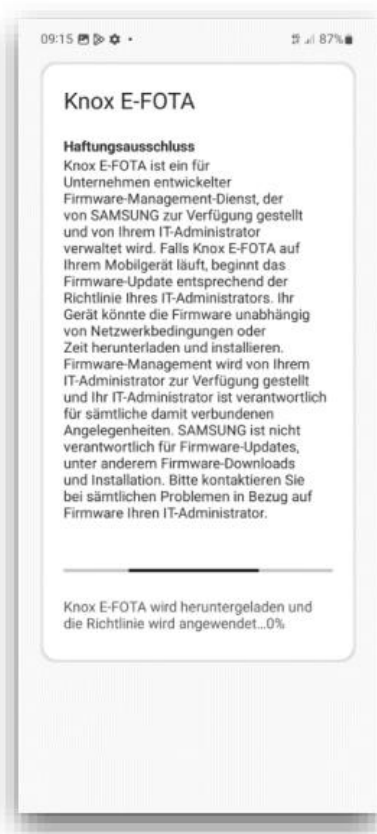 09:15 87%
Knox E-FOTA
Haftungsausschluss
Knox E-FOTA ist ein für
Unternehmen entwickelter
Firmware-Management-Dienst, der
von SAMSUNG zur Verfügung gestellt
und von Ihrem IT-Administrator
verwaltet wird. Falls Knox E-FOTA auf
Ihrem Mobilgerät läuft, beginnt das
Firmware-Update entsprechend der
Richtlinie Ihres IT-Administrators. Ihr
Gerät könnte die Firmware unabhängig
von Netzwerkbedingungen oder
Zeit herunterladen und installieren.
Firmware-Management wird von Ihrem
IT-Administrator zur Verfügung gestellt
und Ihr IT-Administrator ist verantwortlich
für sämtliche damit verbundenen
Angelegenheiten. SAMSUNG ist nicht
verantwortlich für Firmware-Updates,
unter anderem Firmware-Downloads
und Installation. Bitte kontaktieren Sie
bei sämtlichen Problemen in Bezug auf
Firmware Ihren IT-Administrator.
Knox E-FOTA wird heruntergeladen und
die Richtlinie wird angewendet...0%